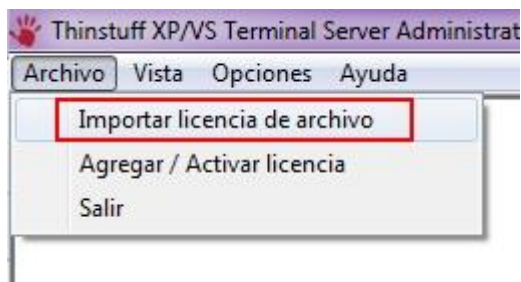 Thinstuff XP/VS Terminal Server Administrat
Archivo Vista Opciones Ayuda
Importar licencia de archivo
Agregar / Activar licencia
Salir